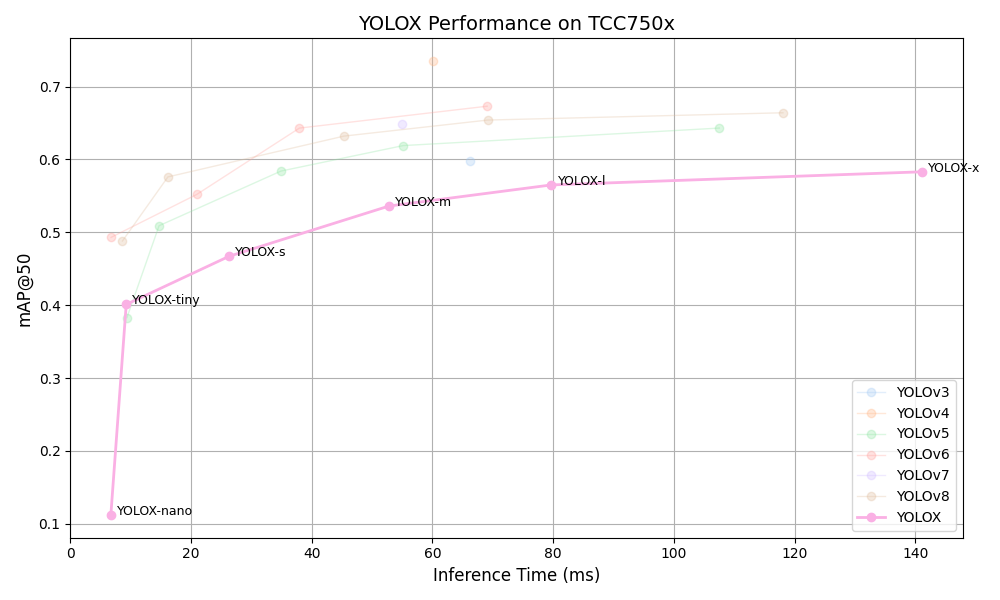 YOLOX Performance on TCC750x
mAP@50
0.7
0.6
0.5
0.4
0.3
0.2
0.1
YOLOX-x
YOLOX-l
YOLOX-m
YOLOX-s
YOLOX-tiny
YOLOX-nano
YOLOv3
YOLOv4
YOLOv5
YOLOv6
YOLOv7
YOLOv8
YOLOX
0 20 40 60 80 100 120 140
Inference Time (ms)